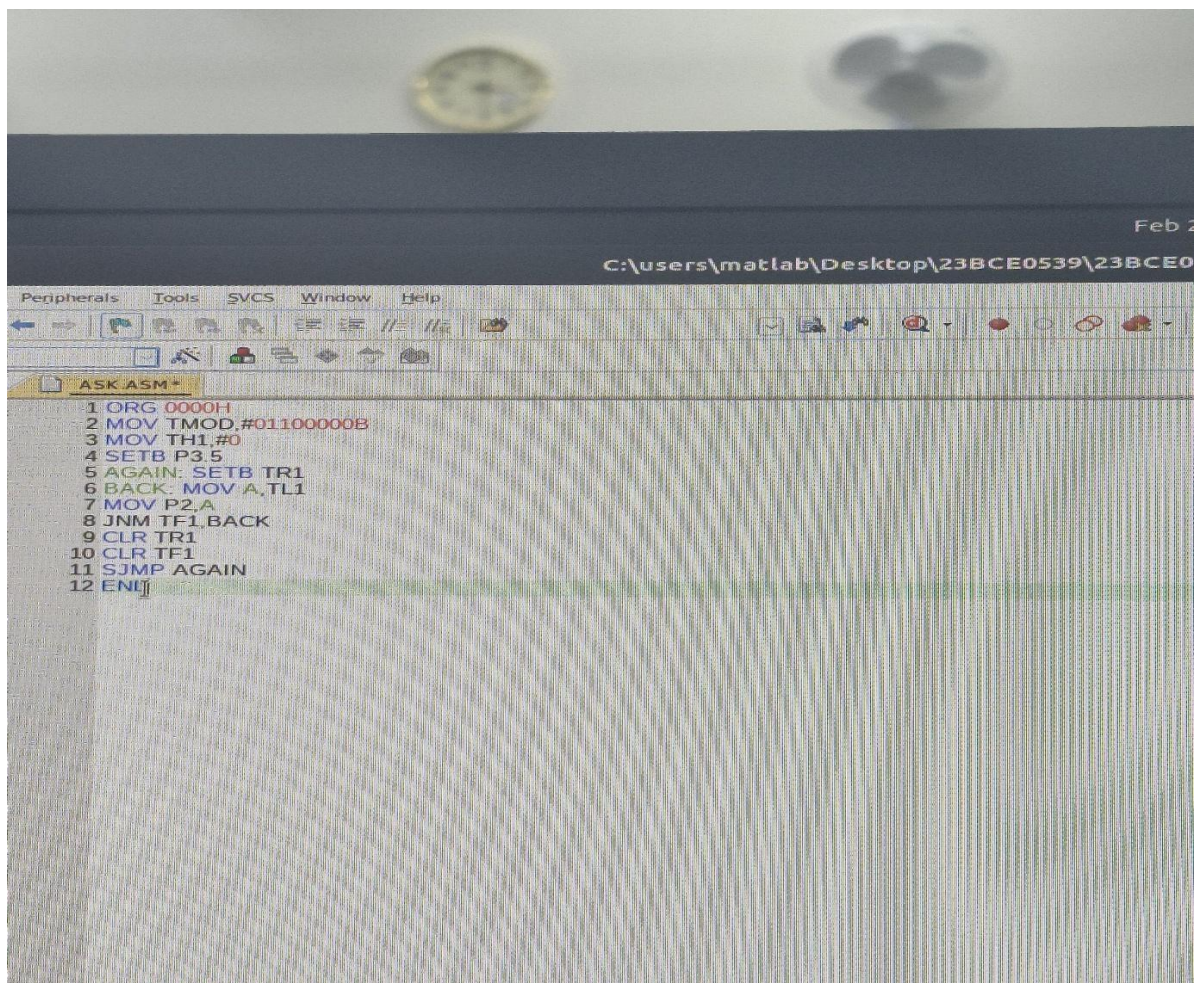 Feb 2
C:\users\matlab\Desktop\23BCE0539\23BCE0
Peripherals Tools SVCS Window Help
ASK.ASM*
1 ORG 0000H
2 MOV TMOD,#01100000B
3 MOV TH1,#0
4 SETB P3.5
5 AGAIN: SETB TR1
6 BACK: MOV A,TL1
7 MOV P2,A
8 JNM TF1,BACK
9 CLR TR1
10 CLR TF1
11 SJMP AGAIN
12 END